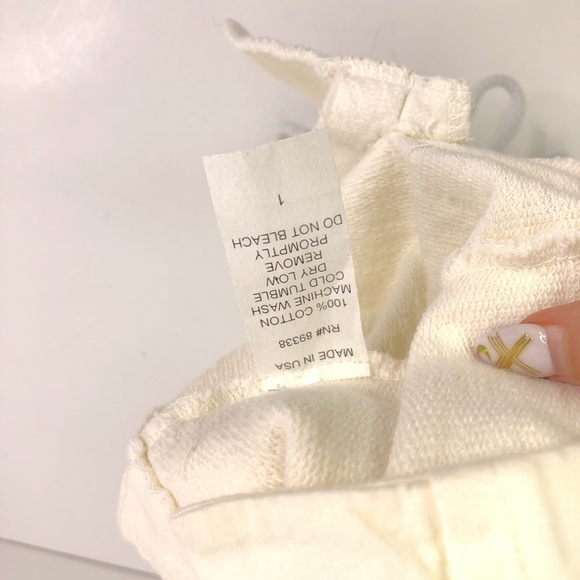 MADE IN USA
RN# 89338
100% COTTON
MACHINE WASH
COLD TUMBLE
DRY LOW
REMOVE
PROMPTLY
DO NOT BLEACH
1